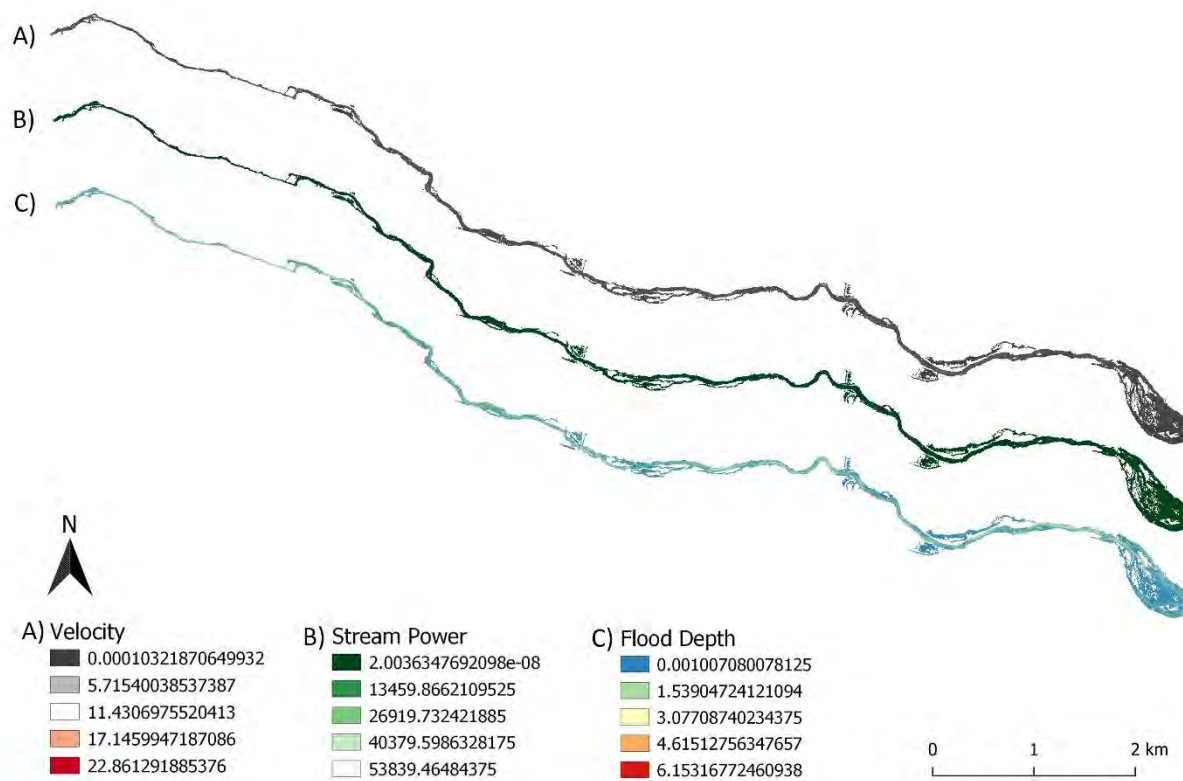 A)
B)
C)
N
A) Velocity
0.00010321870649932
5.71540038537387
11.4306975520413
17.1459947187086
22.861291885376
B) Stream Power
2.0036347692098e-08
13459.8662109525
26919.732421885
40379.5986328175
53839.46484375
C) Flood Depth
0.001007080078125
1.53904724121094
3.07708740234375
4.61512756347657
6.15316772460938
0 1 2 km